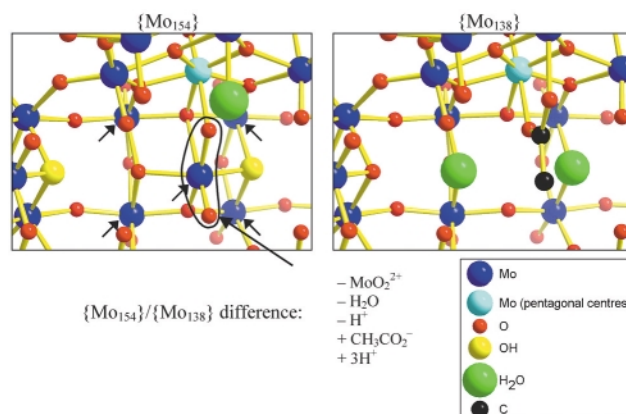 {Mo₁₅₄} {Mo₁₃₈}
{Mo₁₅₄}/{Mo₁₃₈} difference:
– MoO₂²⁺
– H₂O
– H⁺
+ CH₃CO₂⁻
+ 3H⁺
Mo
Mo (pentagonal centres)
O
OH
H₂O
C